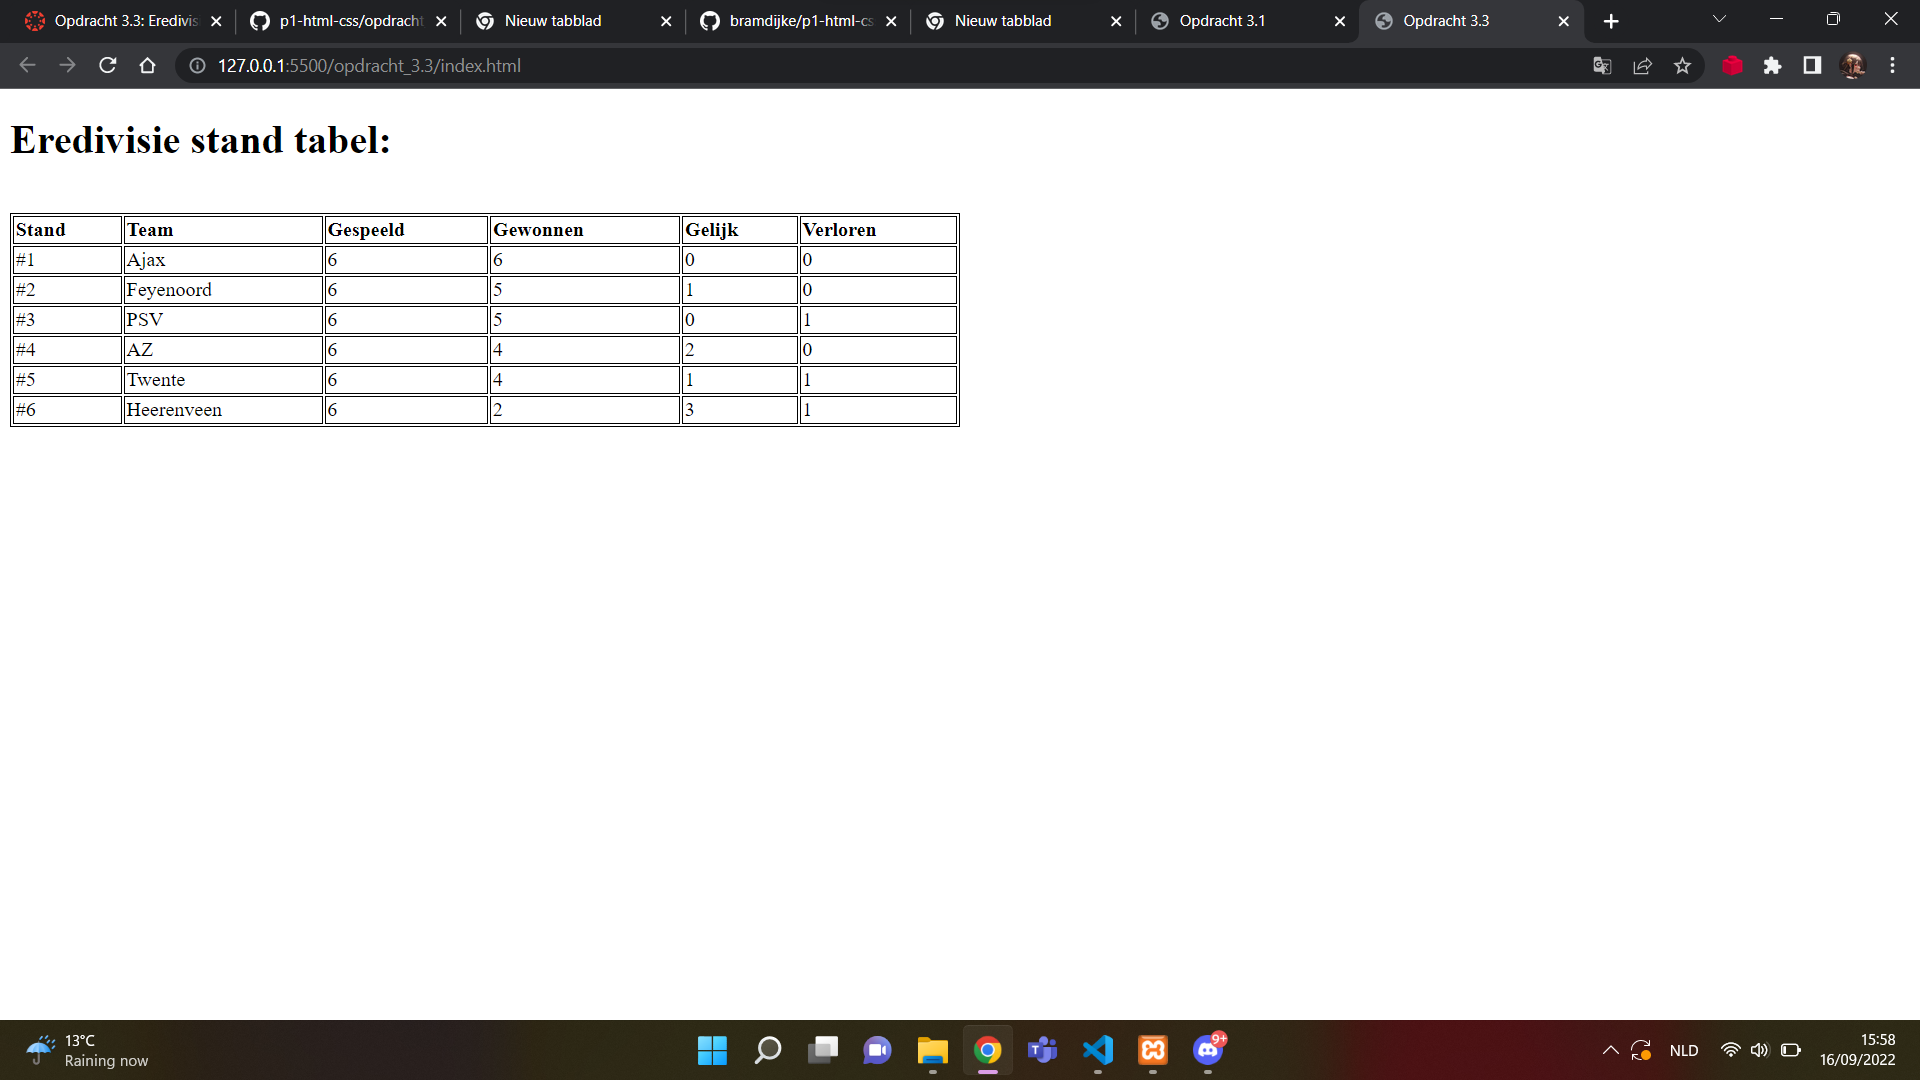 Opdracht 3.3: Eredivis
p1-html-css/opdracht
Nieuw tabblad
bramdijke/p1-html-cs
Nieuw tabblad
Opdracht 3.1
Opdracht 3.3
127.0.0.1:5500/opdracht_3.3/index.html
Eredivisie stand tabel:
Stand Team Gespeeld Gewonnen Gelijk Verloren
#1 Ajax 6 6 0 0
#2 Feyenoord 6 5 1 0
#3 PSV 6 5 0 1
#4 AZ 6 4 2 0
#5 Twente 6 4 1 1
#6 Heerenveen 6 2 3 1
13°C
Raining now
9+
NLD
15:58
16/09/2022